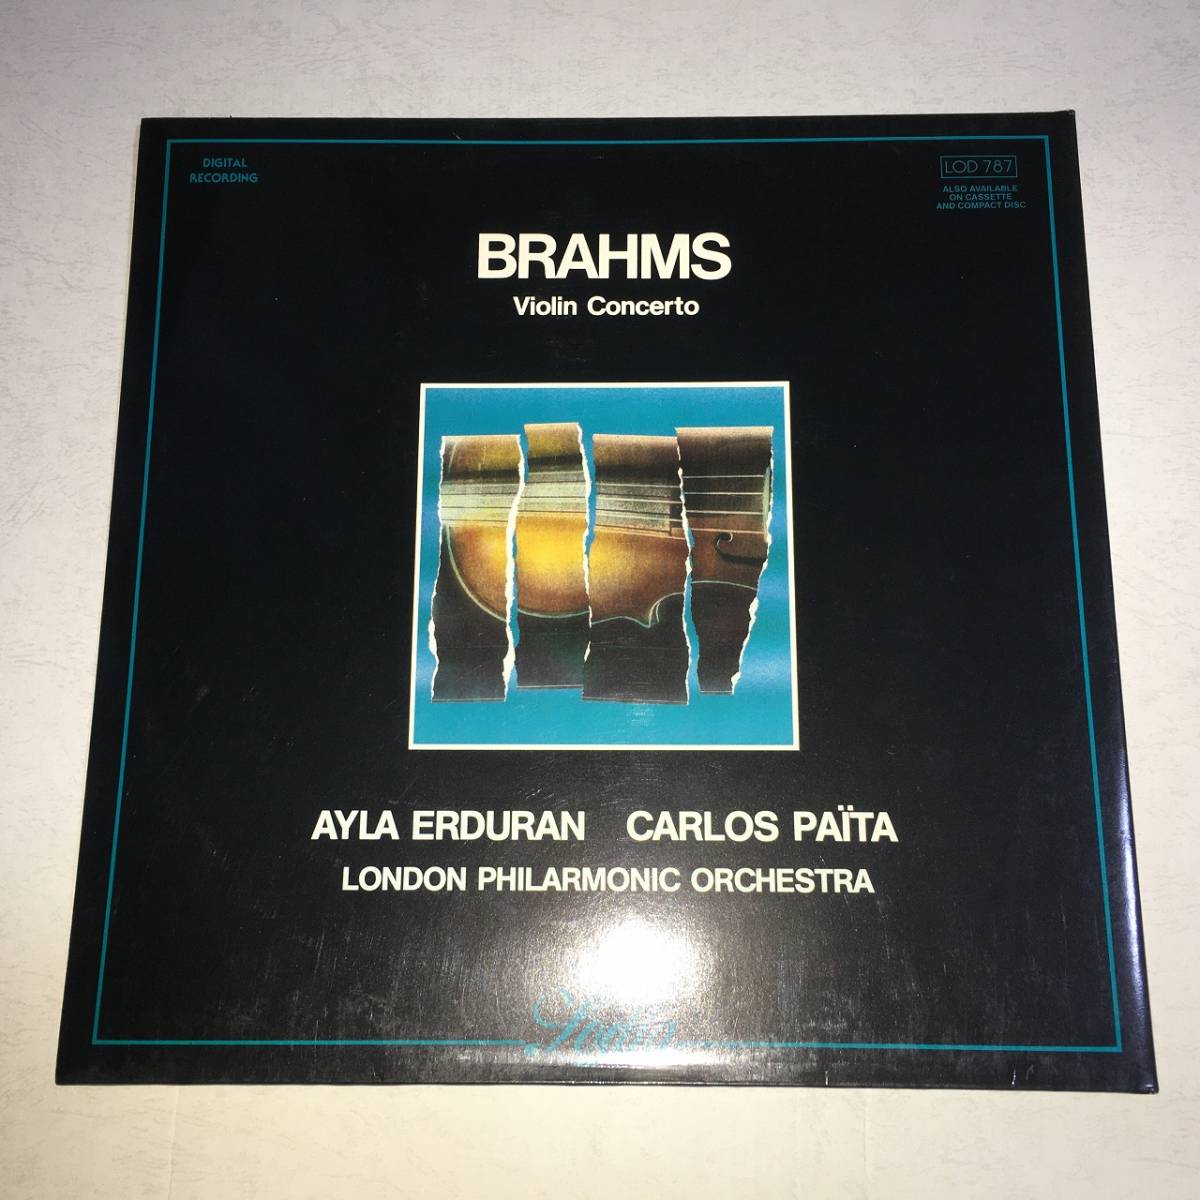 DIGITAL
RECORDING
LOD 787
ALSO AVAILABLE
ON CASSETTE
AND COMPACT DISC
BRAHMS
Violin Concerto
AYLA ERDURAN CARLOS PAÏTA
LONDON PHILARMONIC ORCHESTRA
Lodia